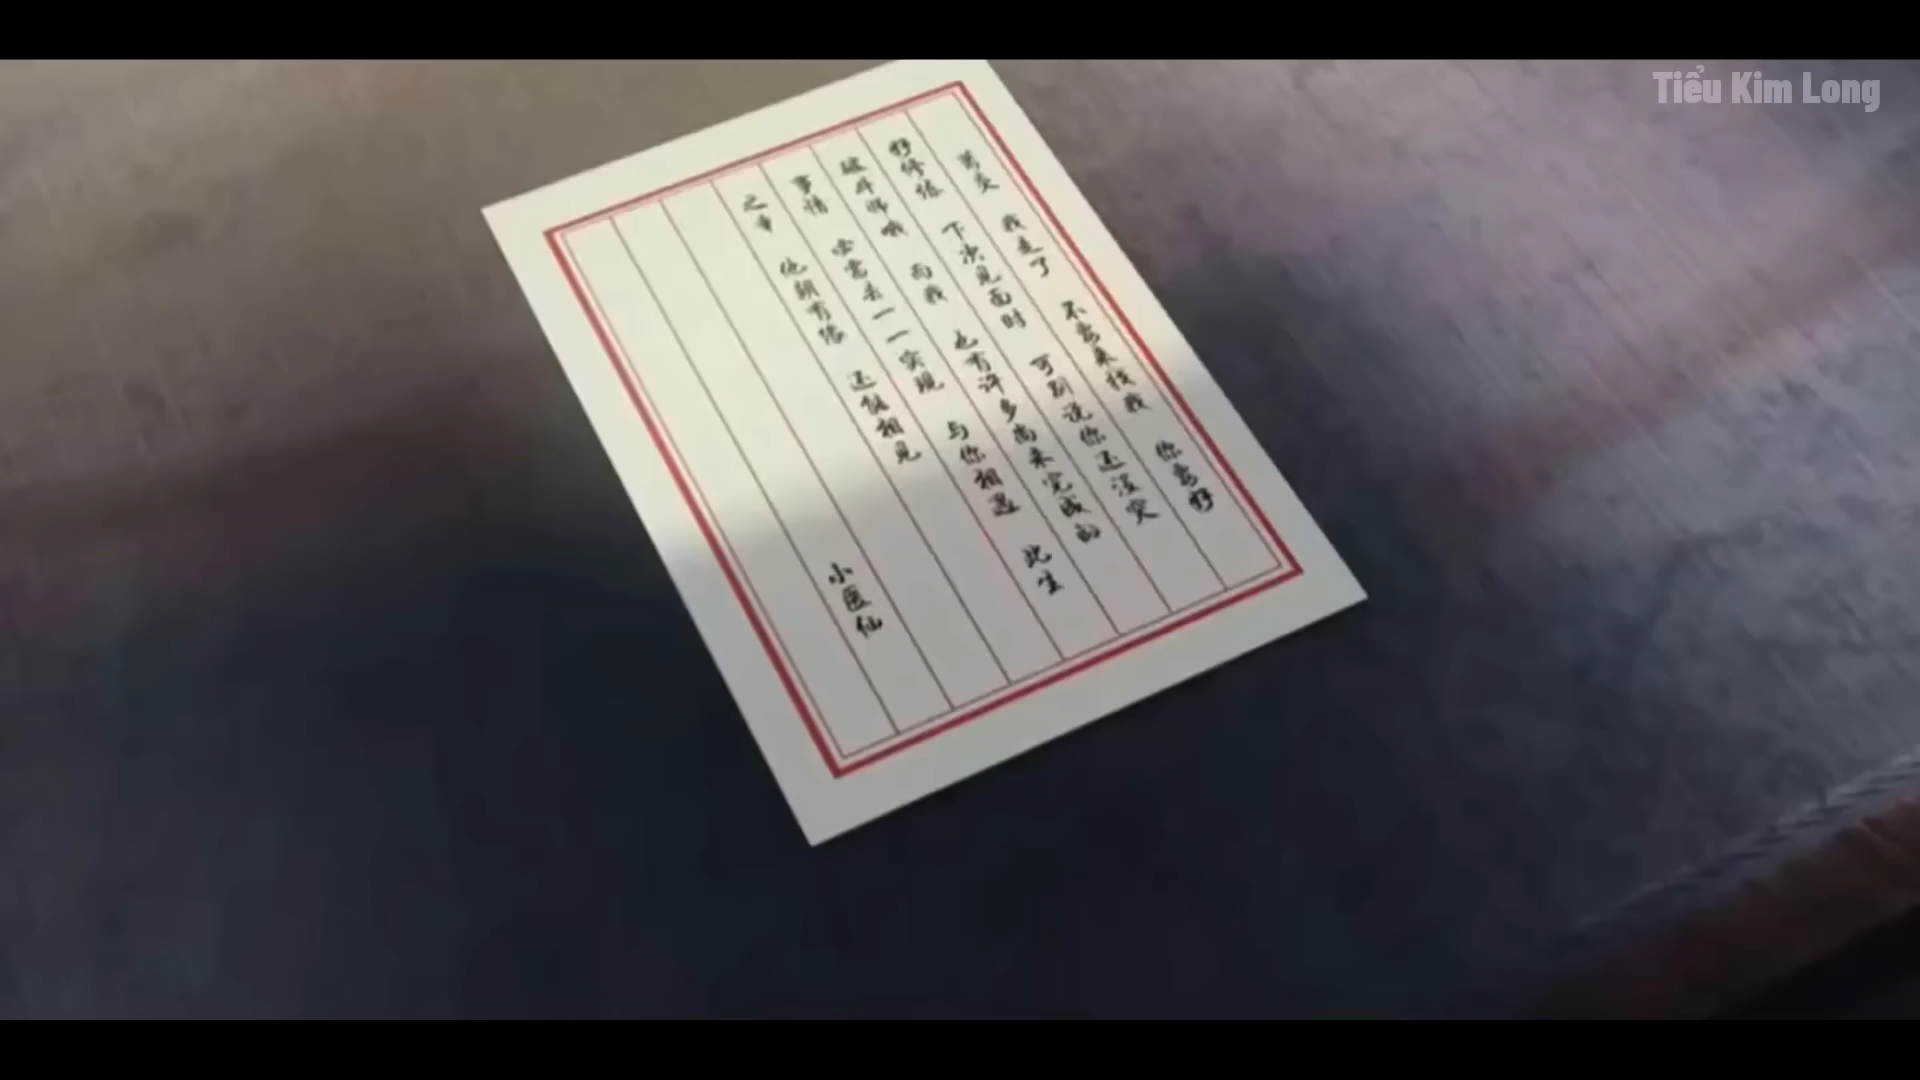 萧炎 我走了 不要来找我 你要好
好修炼 下次见面时 可别说你还没突
破斗师哦 而我 也有许多尚未完成的
事情 必需去一一实现 与你相遇 此生
之幸 他朝有缘 还能相见
小医仙
Tiểu Kim Long